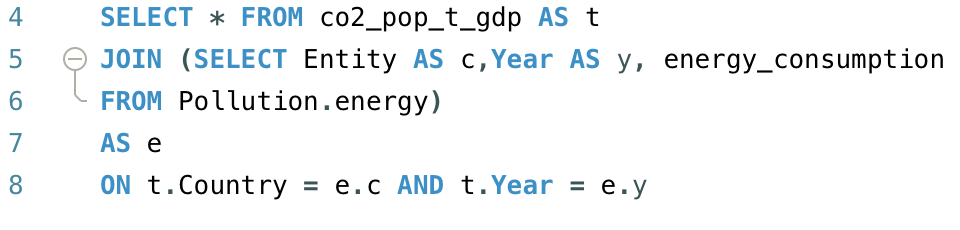 4 SELECT * FROM co2_pop_t_gdp AS t
5 JOIN (SELECT Entity AS c,Year AS y, energy_consumption
6 FROM Pollution.energy)
7 AS e
8 ON t.Country = e.c AND t.Year = e.y